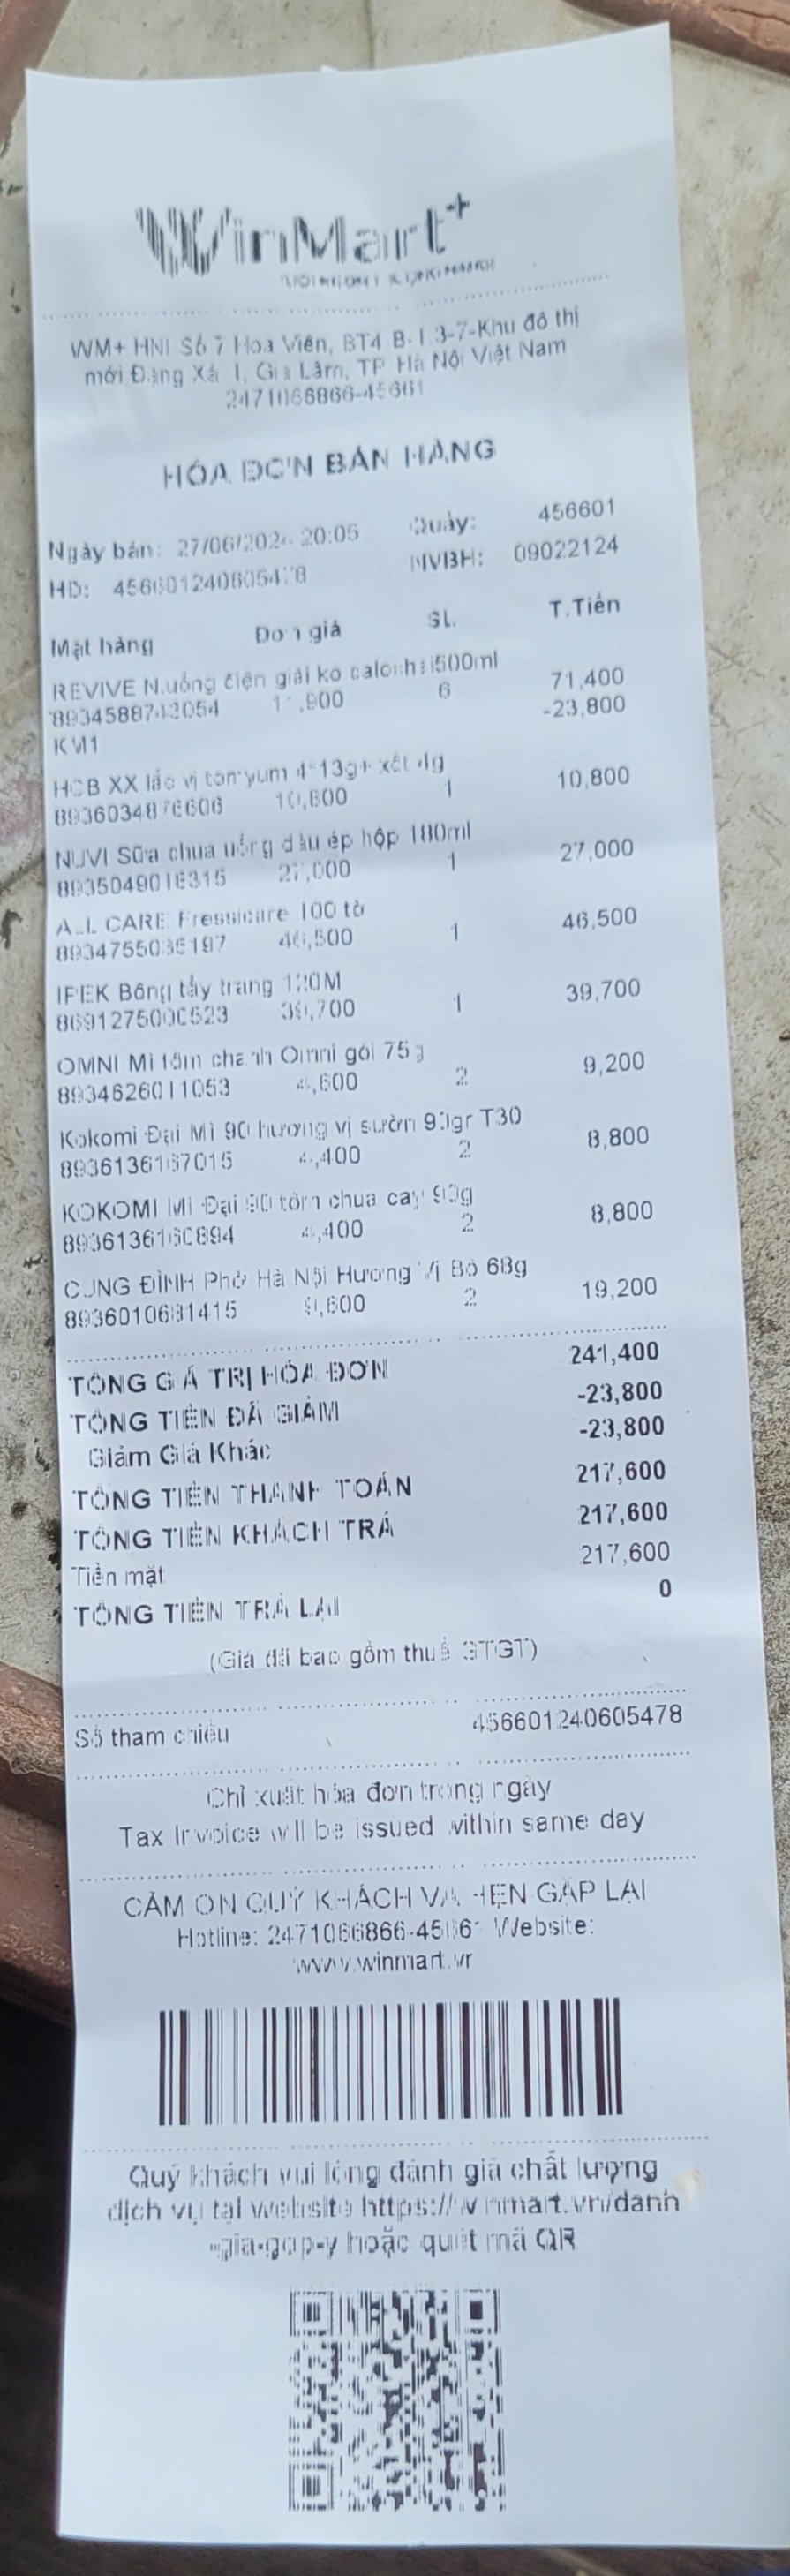 WinMart+
WM+ HNI Số 7 Hoa Viên, BT4 B-1 3-7-Khu đô thị
mới Đặng Xá 1, Gia Lâm, TP Hà Nội Việt Nam
2471066866-45661
HÓA ĐƠN BÁN HÀNG
Ngày bán: 27/06/2024 20:05 Quầy: 456601
HD: 456601240605478 NVBH: 09022124
Mặt hàng Đơn giá SL. T.Tiền
REVIVE N.uống điện giải ko calo chai500ml
8934588743054 11,900 6 71,400
KM1 -23,800
HCB XX lắc vị tomyum 4*13g+ xốt 4g
8936034876606 10,800 1 10,800
NUVI Sữa chua uống dâu ép hộp 180ml
8935049018315 27,000 1 27,000
ALL CARE Fressicare 100 tờ
8934755035197 46,500 1 46,500
IPEK Bông tẩy trang 120M
8691275000523 39,700 1 39,700
OMNI Mì tôm chanh Omni gói 75g
8934626011053 4,600 2 9,200
Kokomi Đại Mì 90 hương vị sườn 90gr T30
8936136167015 4,400 2 8,800
KOKOMI Mì Đại 90 tôm chua cay 90g
8936136160894 4,400 2 8,800
CUNG ĐÌNH Phở Hà Nội Hương Vị Bò 68g
8936010681415 9,600 2 19,200
TỔNG GIÁ TRỊ HÓA ĐƠN 241,400
TỔNG TIỀN ĐÃ GIẢM -23,800
Giảm Giá Khác -23,800
TỔNG TIỀN THANH TOÁN 217,600
TỔNG TIỀN KHÁCH TRẢ 217,600
Tiền mặt 217,600
TỔNG TIỀN TRẢ LẠI 0
(Giá đã bao gồm thuế GTGT)
Số tham chiếu 456601240605478
Chỉ xuất hóa đơn trong ngày
Tax Invoice will be issued within same day
CẢM ƠN QUÝ KHÁCH VÀ HẸN GẶP LẠI
Hotline: 2471066866-45661 Website:
www.winmart.vn
Quý khách vui lòng đánh giá chất lượng
dịch vụ tại website https://winmart.vn/danh
-gia-gop-y hoặc quét mã QR